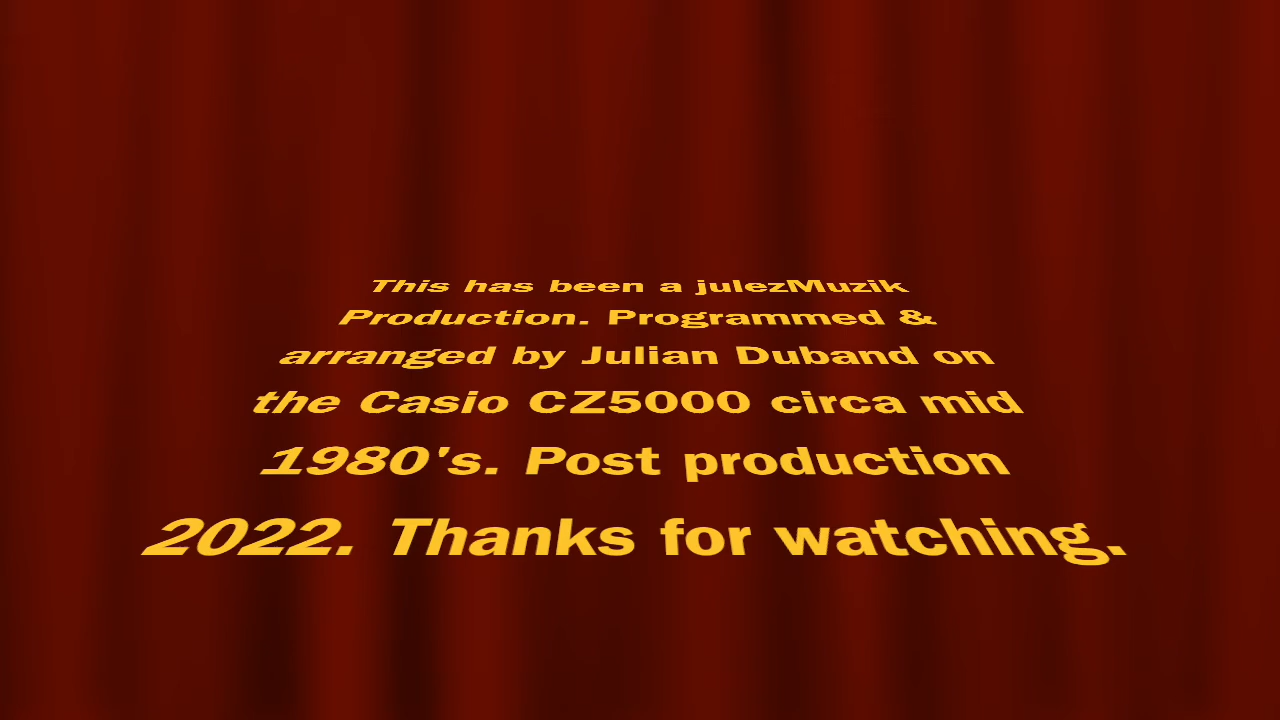 This has been a julezMuzik
Production. Programmed &
arranged by Julian Duband on
the Casio CZ5000 circa mid
1980's. Post production
2022. Thanks for watching.